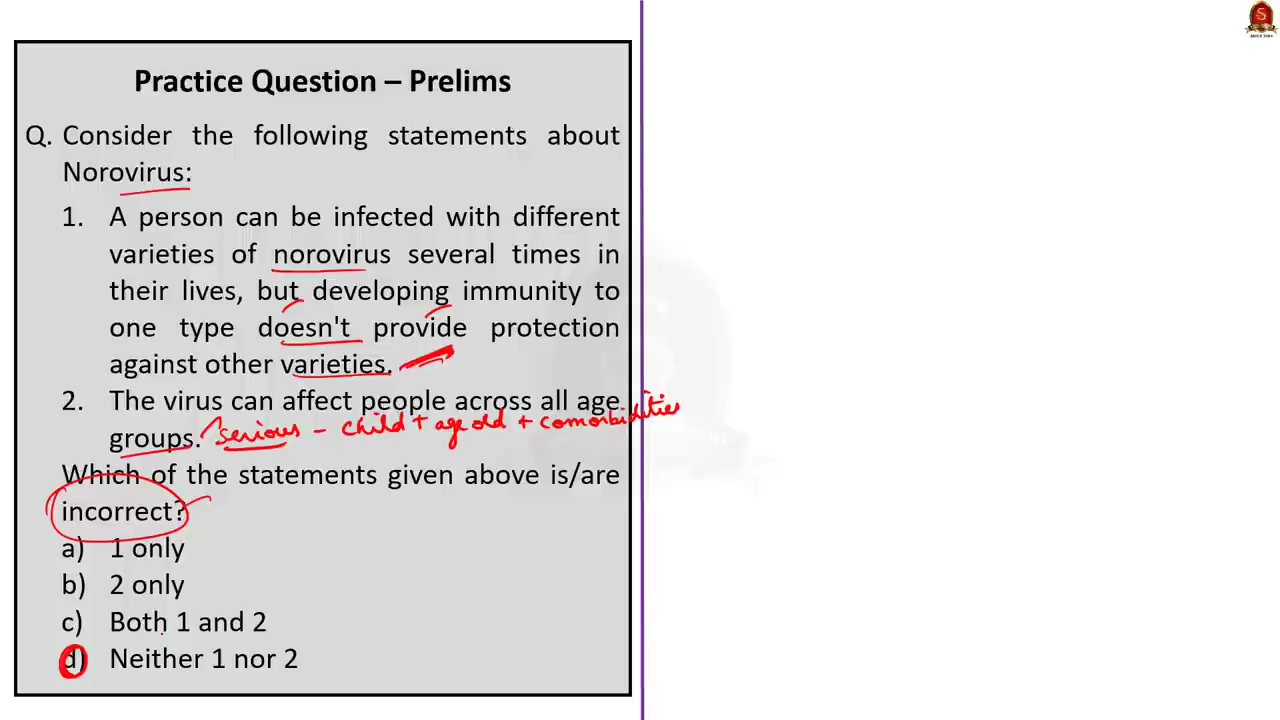 Practice Question – Prelims
Q. Consider the following statements about
Norovirus:
1. A person can be infected with different
varieties of norovirus several times in
their lives, but developing immunity to
one type doesn't provide protection
against other varieties.
2. The virus can affect people across all age
groups. serious - child + age old + comorbidities
Which of the statements given above is/are
incorrect?
a) 1 only
b) 2 only
c) Both 1 and 2
d) Neither 1 nor 2